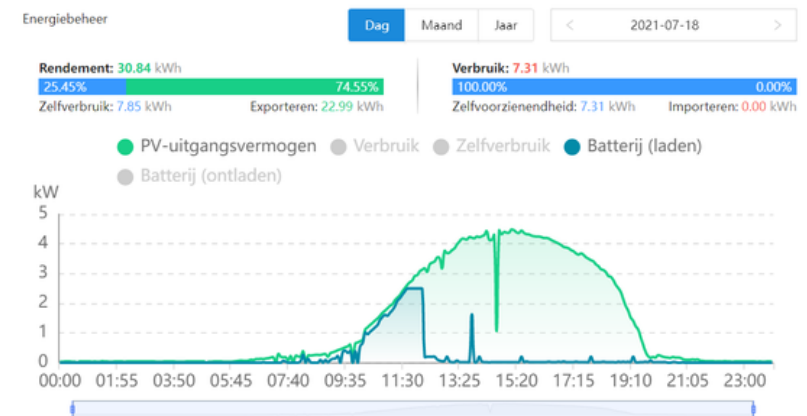 Energiebeheer
Dag Maand Jaar < 2021-07-18 >
Rendement: 30.84 kWh
25.45% 74.55%
Zelfverbruik: 7.85 kWh Exporteren: 22.99 kWh
Verbruik: 7.31 kWh
100.00% 0.00%
Zelfvoorzienendheid: 7.31 kWh Importeren: 0.00 kWh
PV-uitgangsvermogen Verbruik Zelfverbruik Batterij (laden)
Batterij (ontladen)
kW
5
4
3
2
1
0
00:00 01:55 03:50 05:45 07:40 09:35 11:30 13:25 15:20 17:15 19:10 21:05 23:00